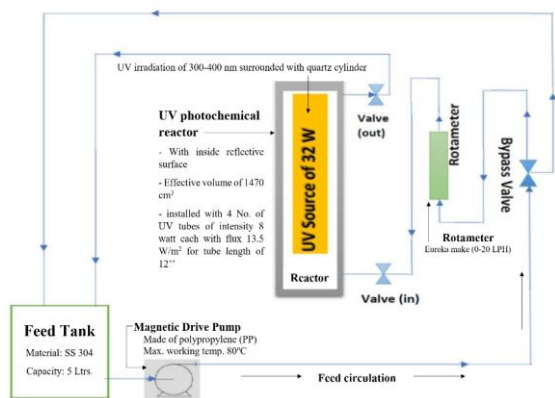 UV irradiation of 300-400 nm surrounded with quartz cylinder
UV photochemical
reactor
- With inside reflective
surface
- Effective volume of 1470
cm³
- installed with 4 No. of
UV tubes of intensity 8
watt each with flux 13.5
W/m² for tube length of
12’’
UV Source of 32 W
Reactor
Valve
(out)
Valve (in)
Rotameter
Rotameter
Eureka make (0-20 LPH)
Bypass Valve
Feed Tank
Material: SS 304
Capacity: 5 Ltrs.
Magnetic Drive Pump
Made of polypropylene (PP)
Max. working temp. 80°C
Feed circulation